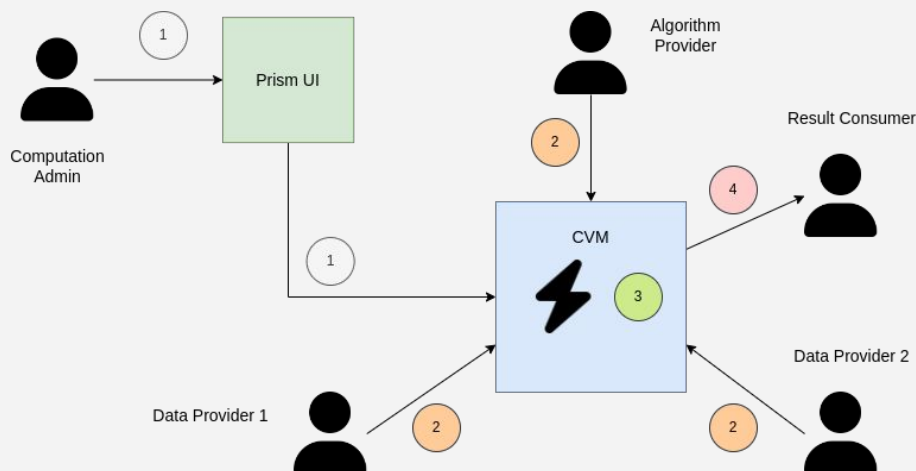 1
Prism UI
Computation
Admin
Algorithm
Provider
2
Result Consumer
4
1
CVM
3
Data Provider 1
2
2
Data Provider 2